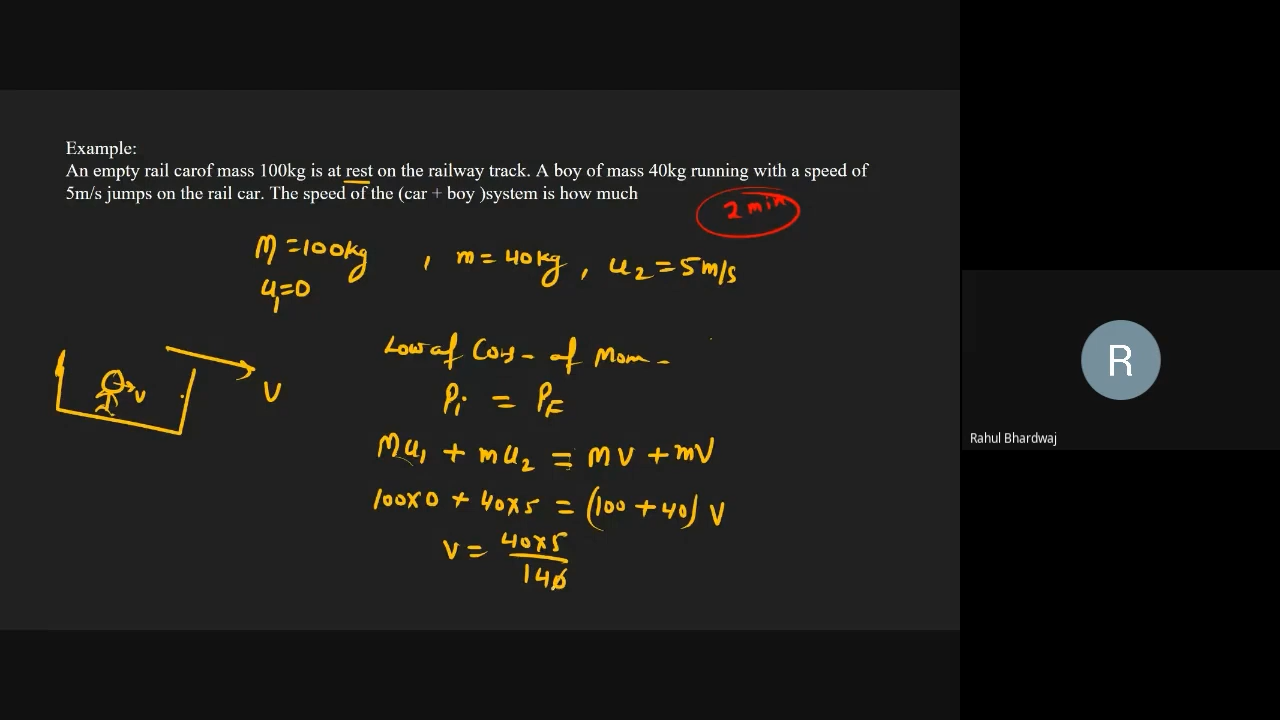 Example:
An empty rail carof mass 100kg is at rest on the railway track. A boy of mass 40kg running with a speed of
5m/s jumps on the rail car. The speed of the (car + boy )system is how much
2 min
M = 100kg , m = 40kg , u₂ = 5m/s
u₁=0
Low of Cos- of Mom-
Pi = PF
V
v
Mu₁ + mu₂ = MV + mV
100×0 + 40×5 = (100 + 40) V
V = 40×5/140
R
Rahul Bhardwaj